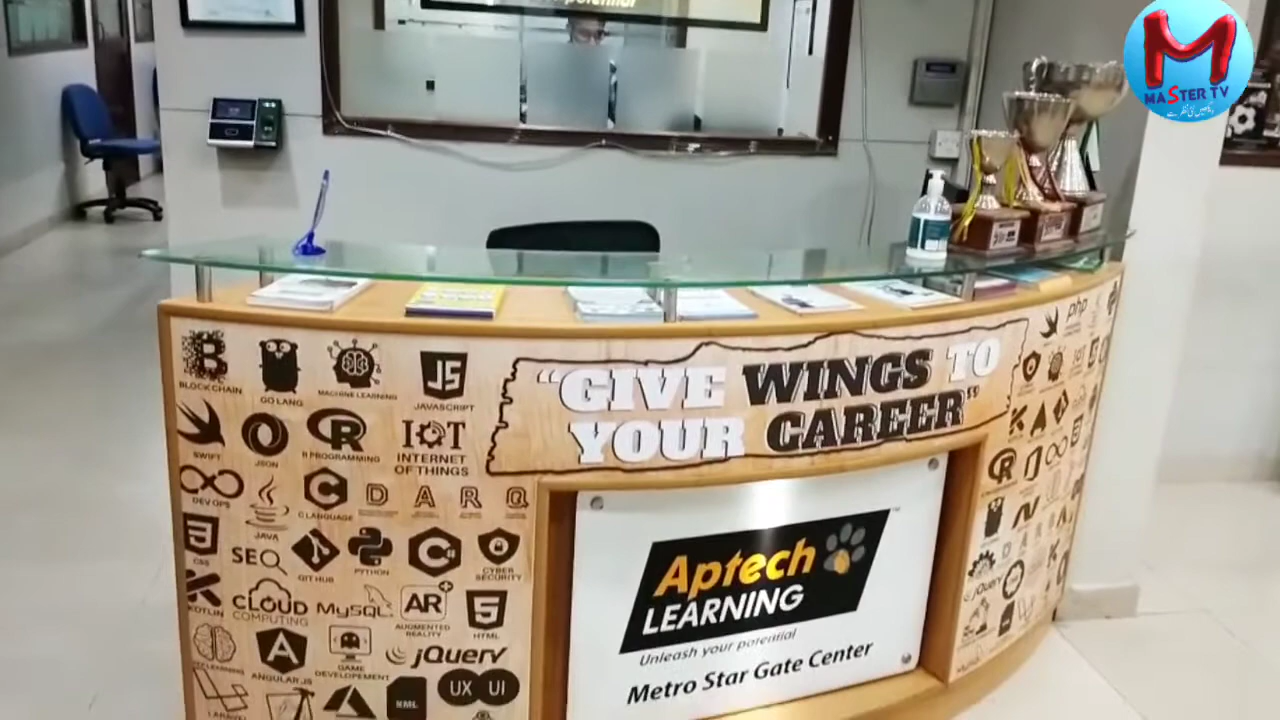 potential
M
MASTER TV
"GIVE WINGS TO
YOUR CAREER"
BLOCKCHAIN
GO LANG
MACHINE LEARNING
JS
JAVASCRIPT
SWIFT
JSON
R PROGRAMMING
IOT
INTERNET
OF THINGS
DEV OPS
JAVA
C LANGUAGE
D A R Q
CSS
SEO
GIT HUB
PYTHON
CYBER
SECURITY
KOTLIN
CLOUD
COMPUTING
MySQL
AR+
AUGMENTED
REALITY
HTML
ANGULAR JS
GAME
DEVELOPEMENT
jQuery
LARAVEL
XML
UX UI
php
jQuery
Aptech
LEARNING
Unleash your potential
Metro Star Gate Center